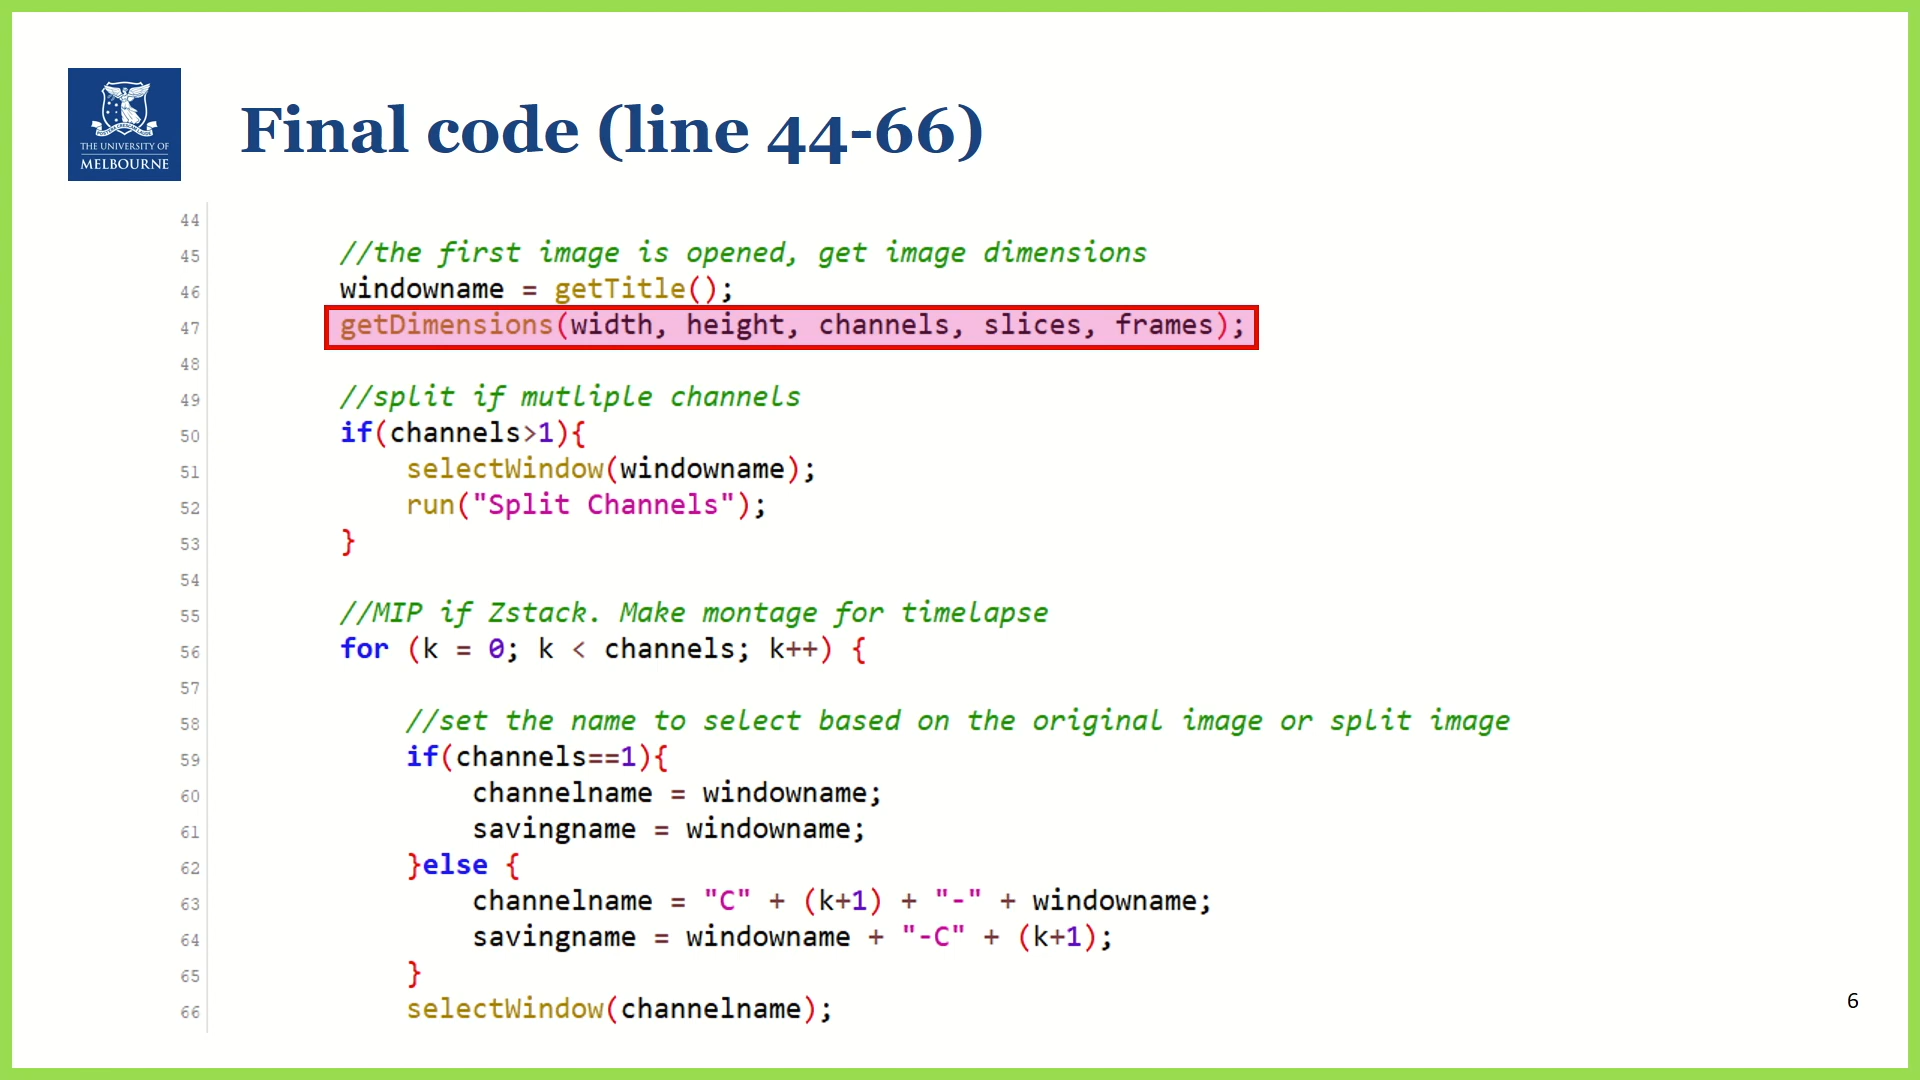 THE UNIVERSITY OF
MELBOURNE
Final code (line 44-66)
44
45 //the first image is opened, get image dimensions
46 windowname = getTitle();
47 getDimensions(width, height, channels, slices, frames);
48
49 //split if mutliple channels
50 if(channels>1){
51 selectWindow(windowname);
52 run("Split Channels");
53 }
54
55 //MIP if Zstack. Make montage for timelapse
56 for (k = 0; k < channels; k++) {
57
58 //set the name to select based on the original image or split image
59 if(channels==1){
60 channelname = windowname;
61 savingname = windowname;
62 }else {
63 channelname = "C" + (k+1) + "-" + windowname;
64 savingname = windowname + "-C" + (k+1);
65 }
66 selectWindow(channelname);
6